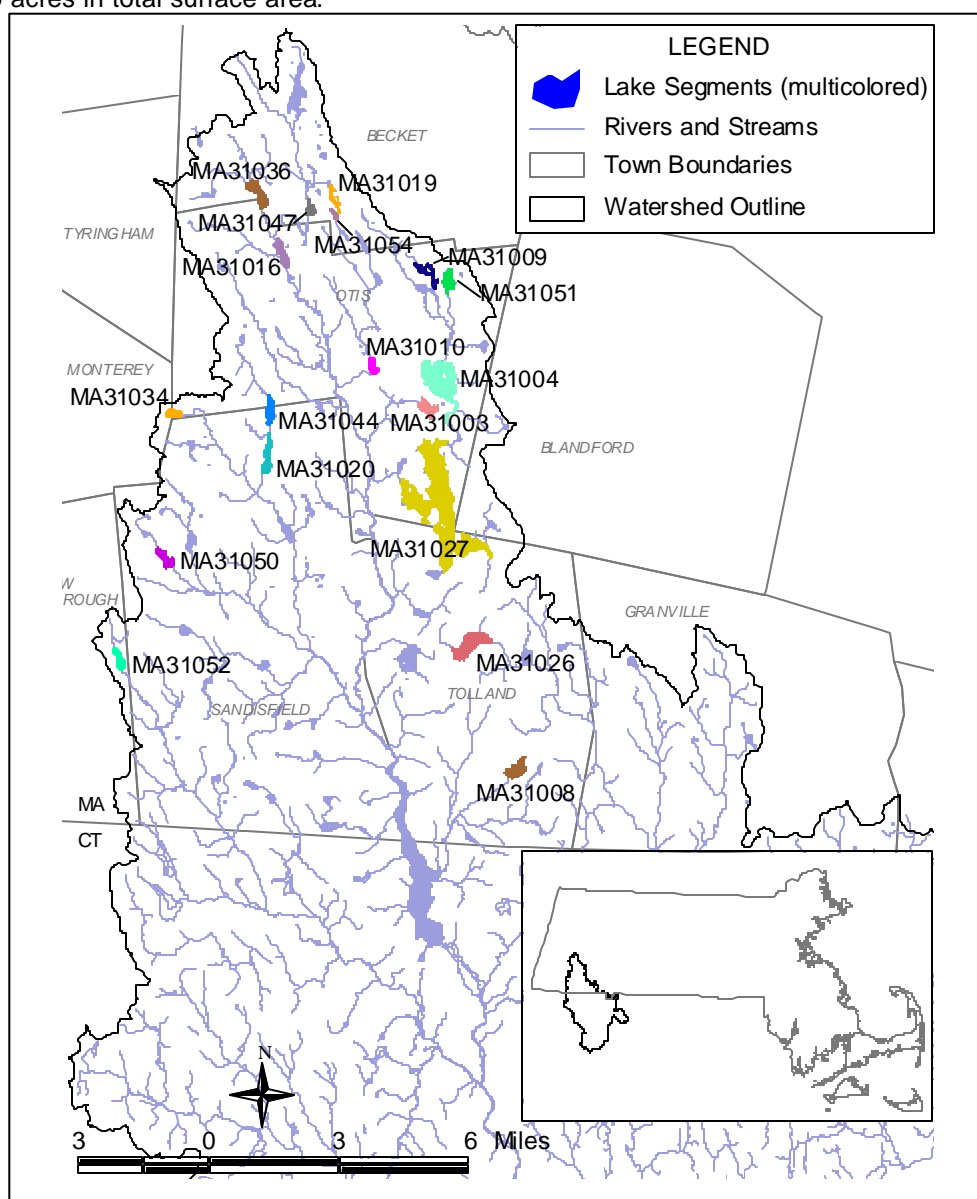 acres in total surface area.
LEGEND
Lake Segments (multicolored)
Rivers and Streams
Town Boundaries
Watershed Outline
BECKET
MA31036
MA31019
MA31047
MA31054
TYRINGHAM
MA31016
MA31009
MA31051
OTIS
MA31010
MONTEREY
MA31004
MA31034
MA31044
MA31003
BLANDFORD
MA31020
MA31027
MA31050
W
ROUGH
GRANVILLE
MA31052
MA31026
TOLLAND
SANDISFIELD
MA31008
MA
CT
N
3 0 3 6 Miles